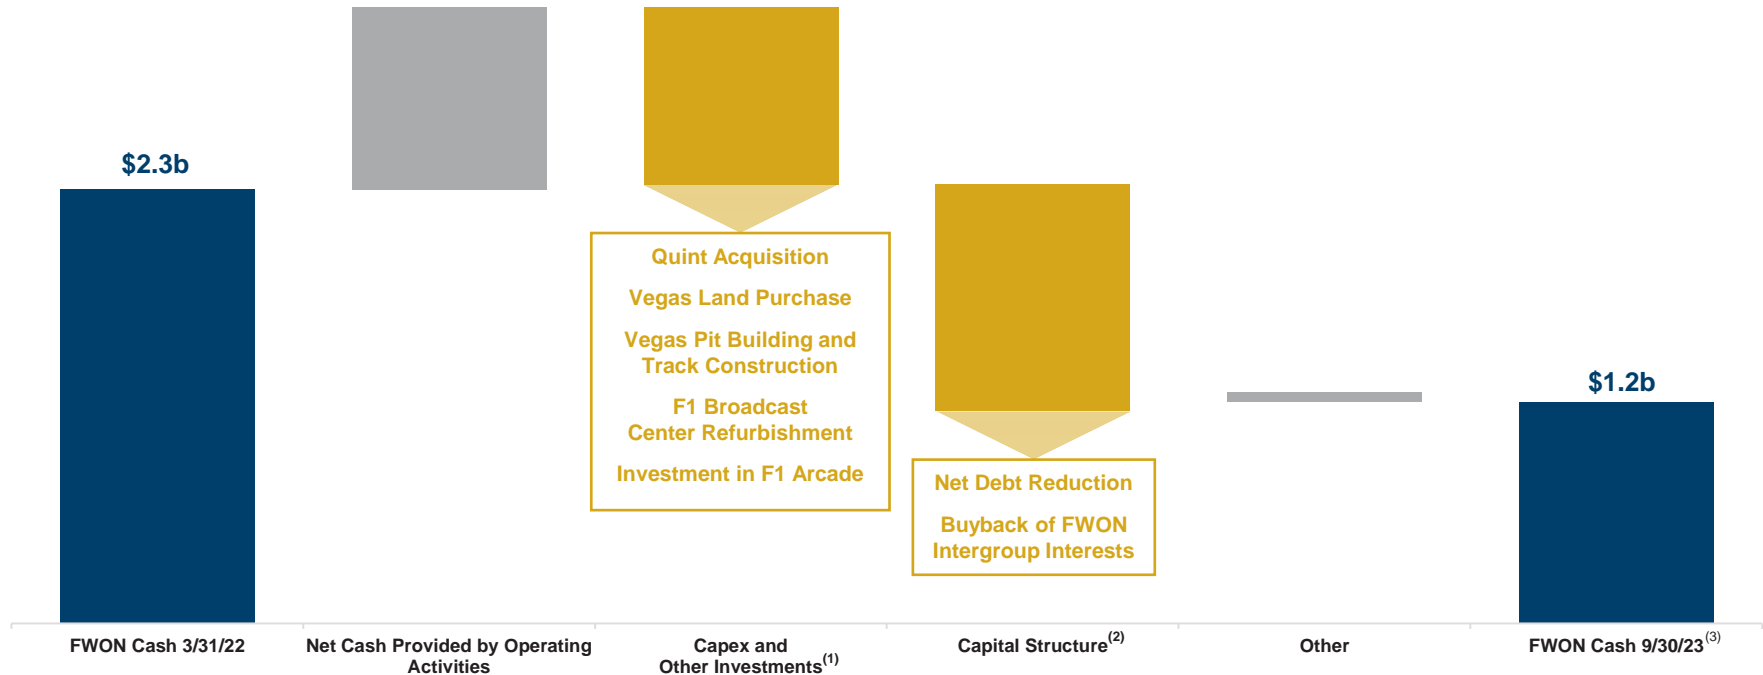 $2.3b
Quint Acquisition
Vegas Land Purchase
Vegas Pit Building and
Track Construction
F1 Broadcast
Center Refurbishment
Investment in F1 Arcade
Net Debt Reduction
Buyback of FWON
Intergroup Interests
$1.2b
FWON Cash 3/31/22
Net Cash Provided by Operating
Activities
Capex and
Other Investments(1)
Capital Structure(2)
Other
FWON Cash 9/30/23(3)